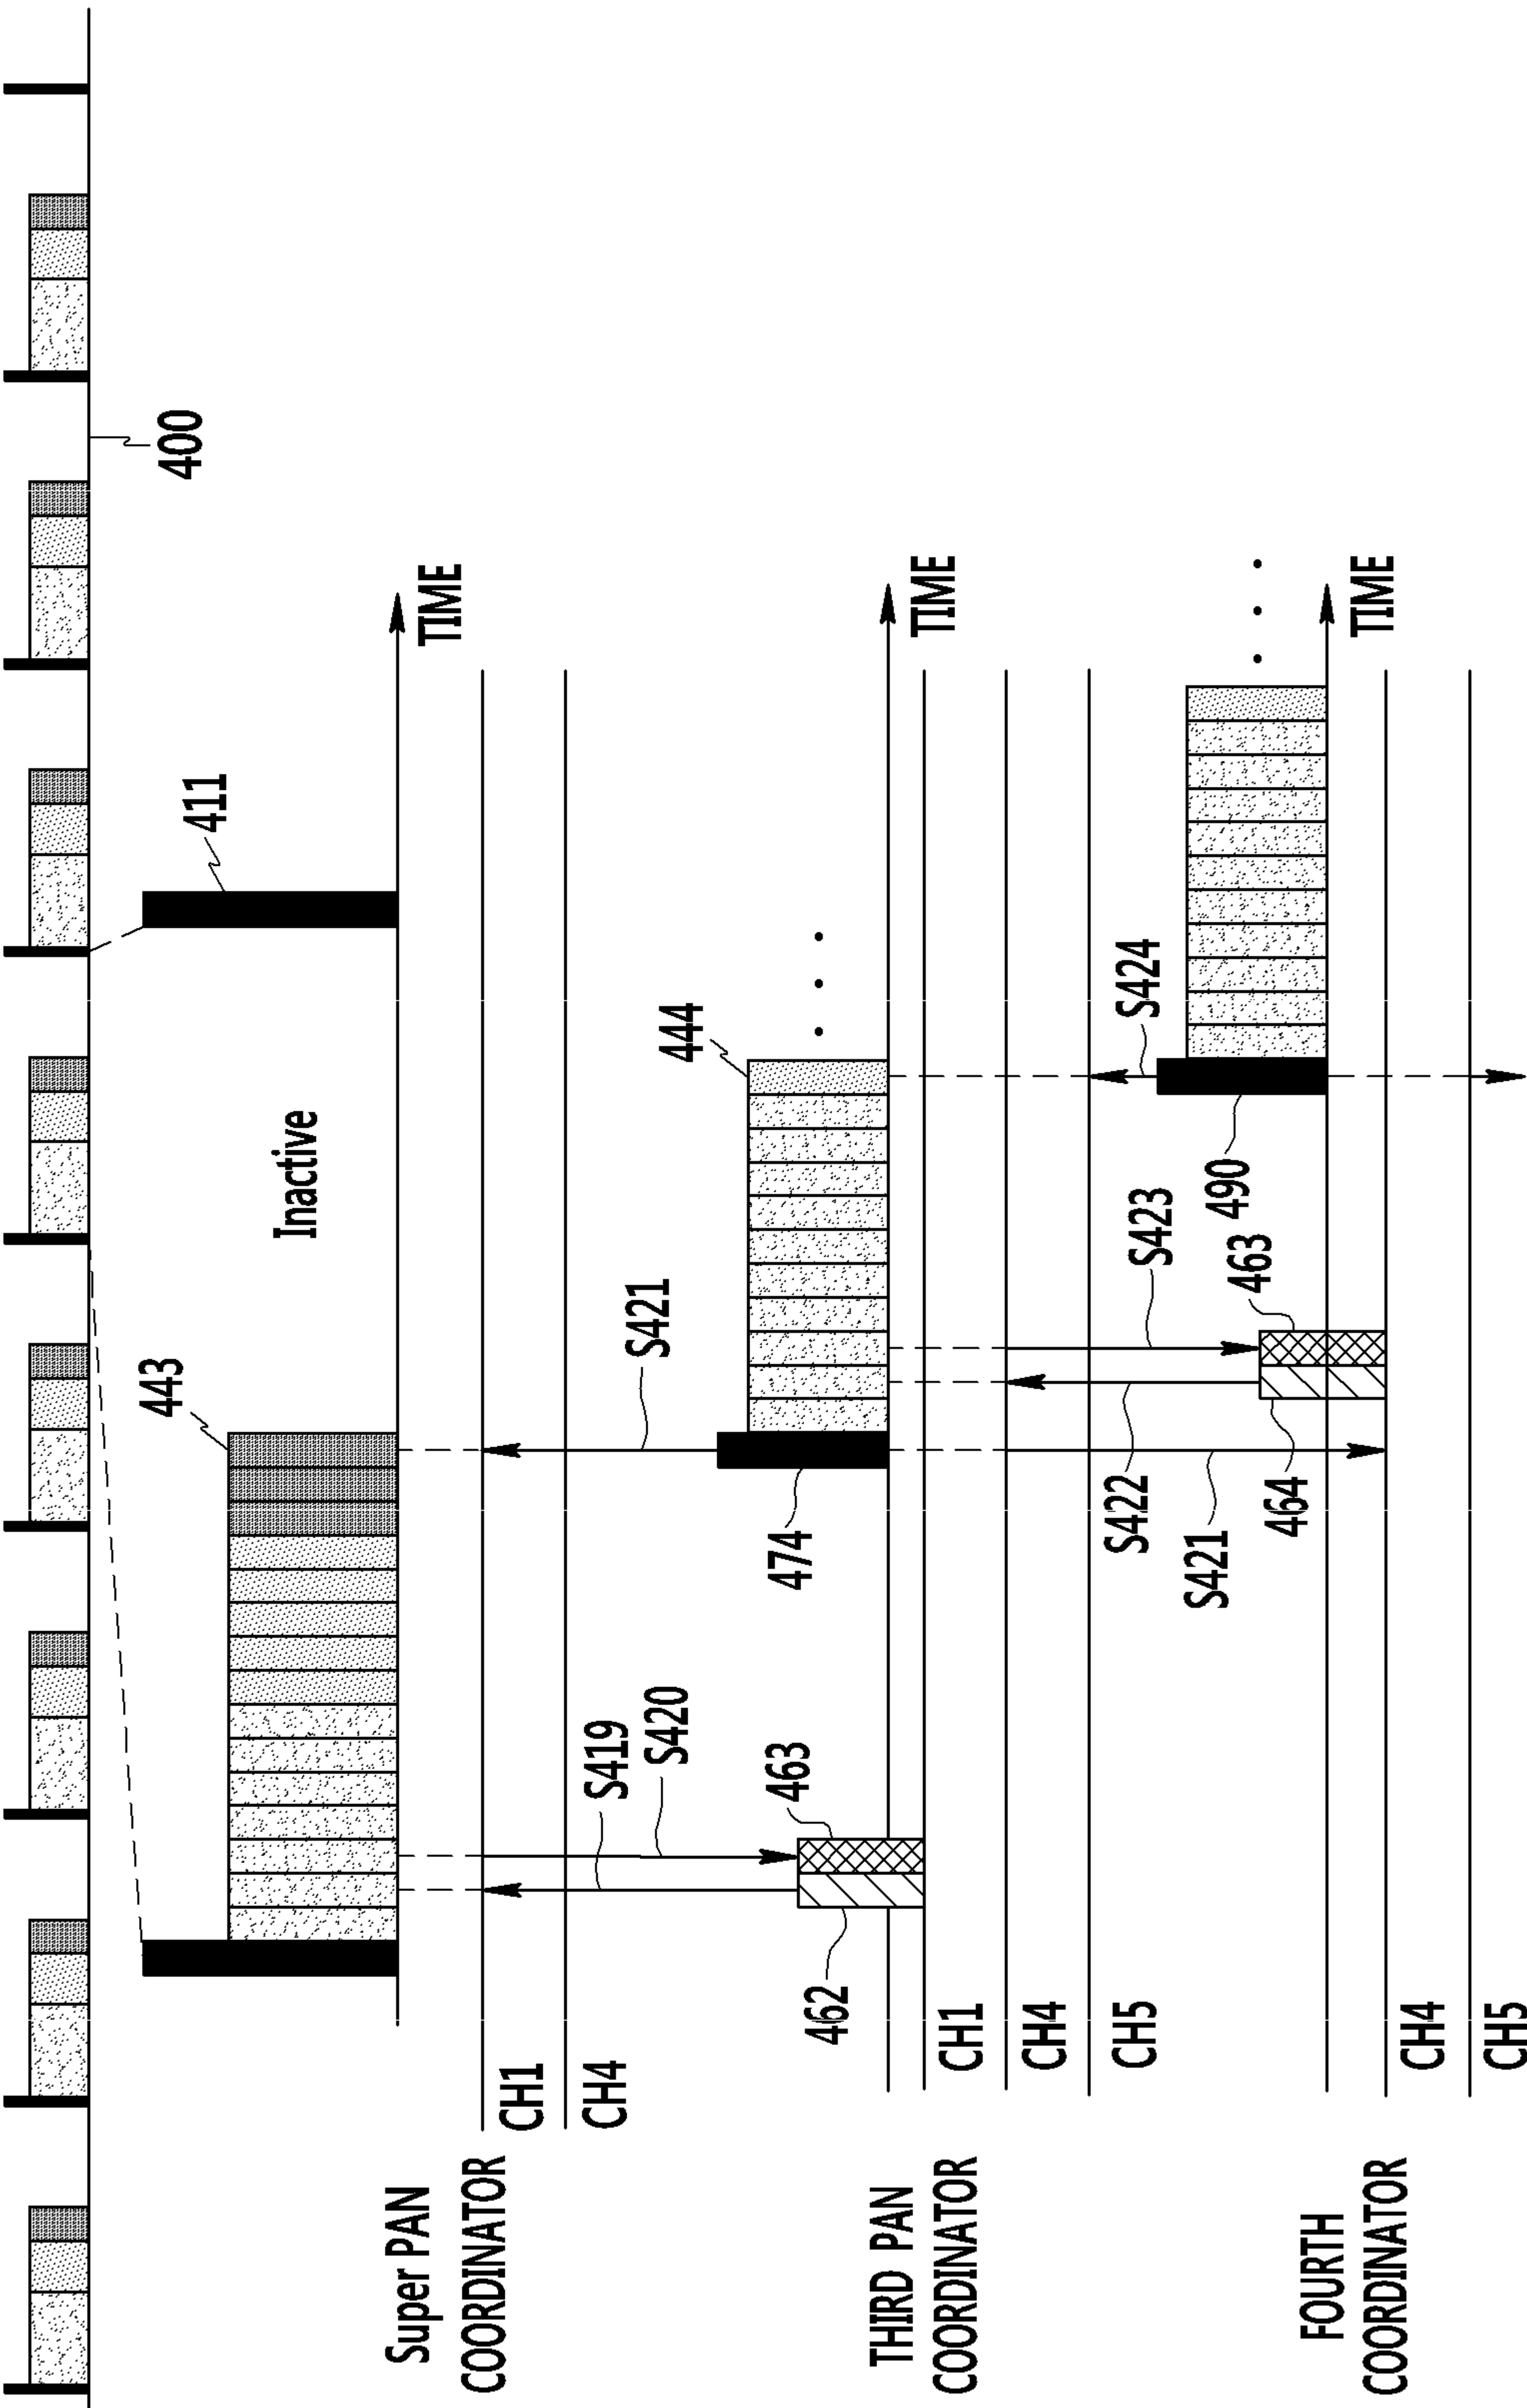 400
443
411
Inactive
Super PAN
COORDINATOR
TIME
CH1
CH4
S419
S420
S421
462
463
474
444
THIRD PAN
COORDINATOR
TIME
CH1
CH4
CH5
S422
S421
S423
S424
464
463
490
FOURTH
COORDINATOR
TIME
CH4
CH5